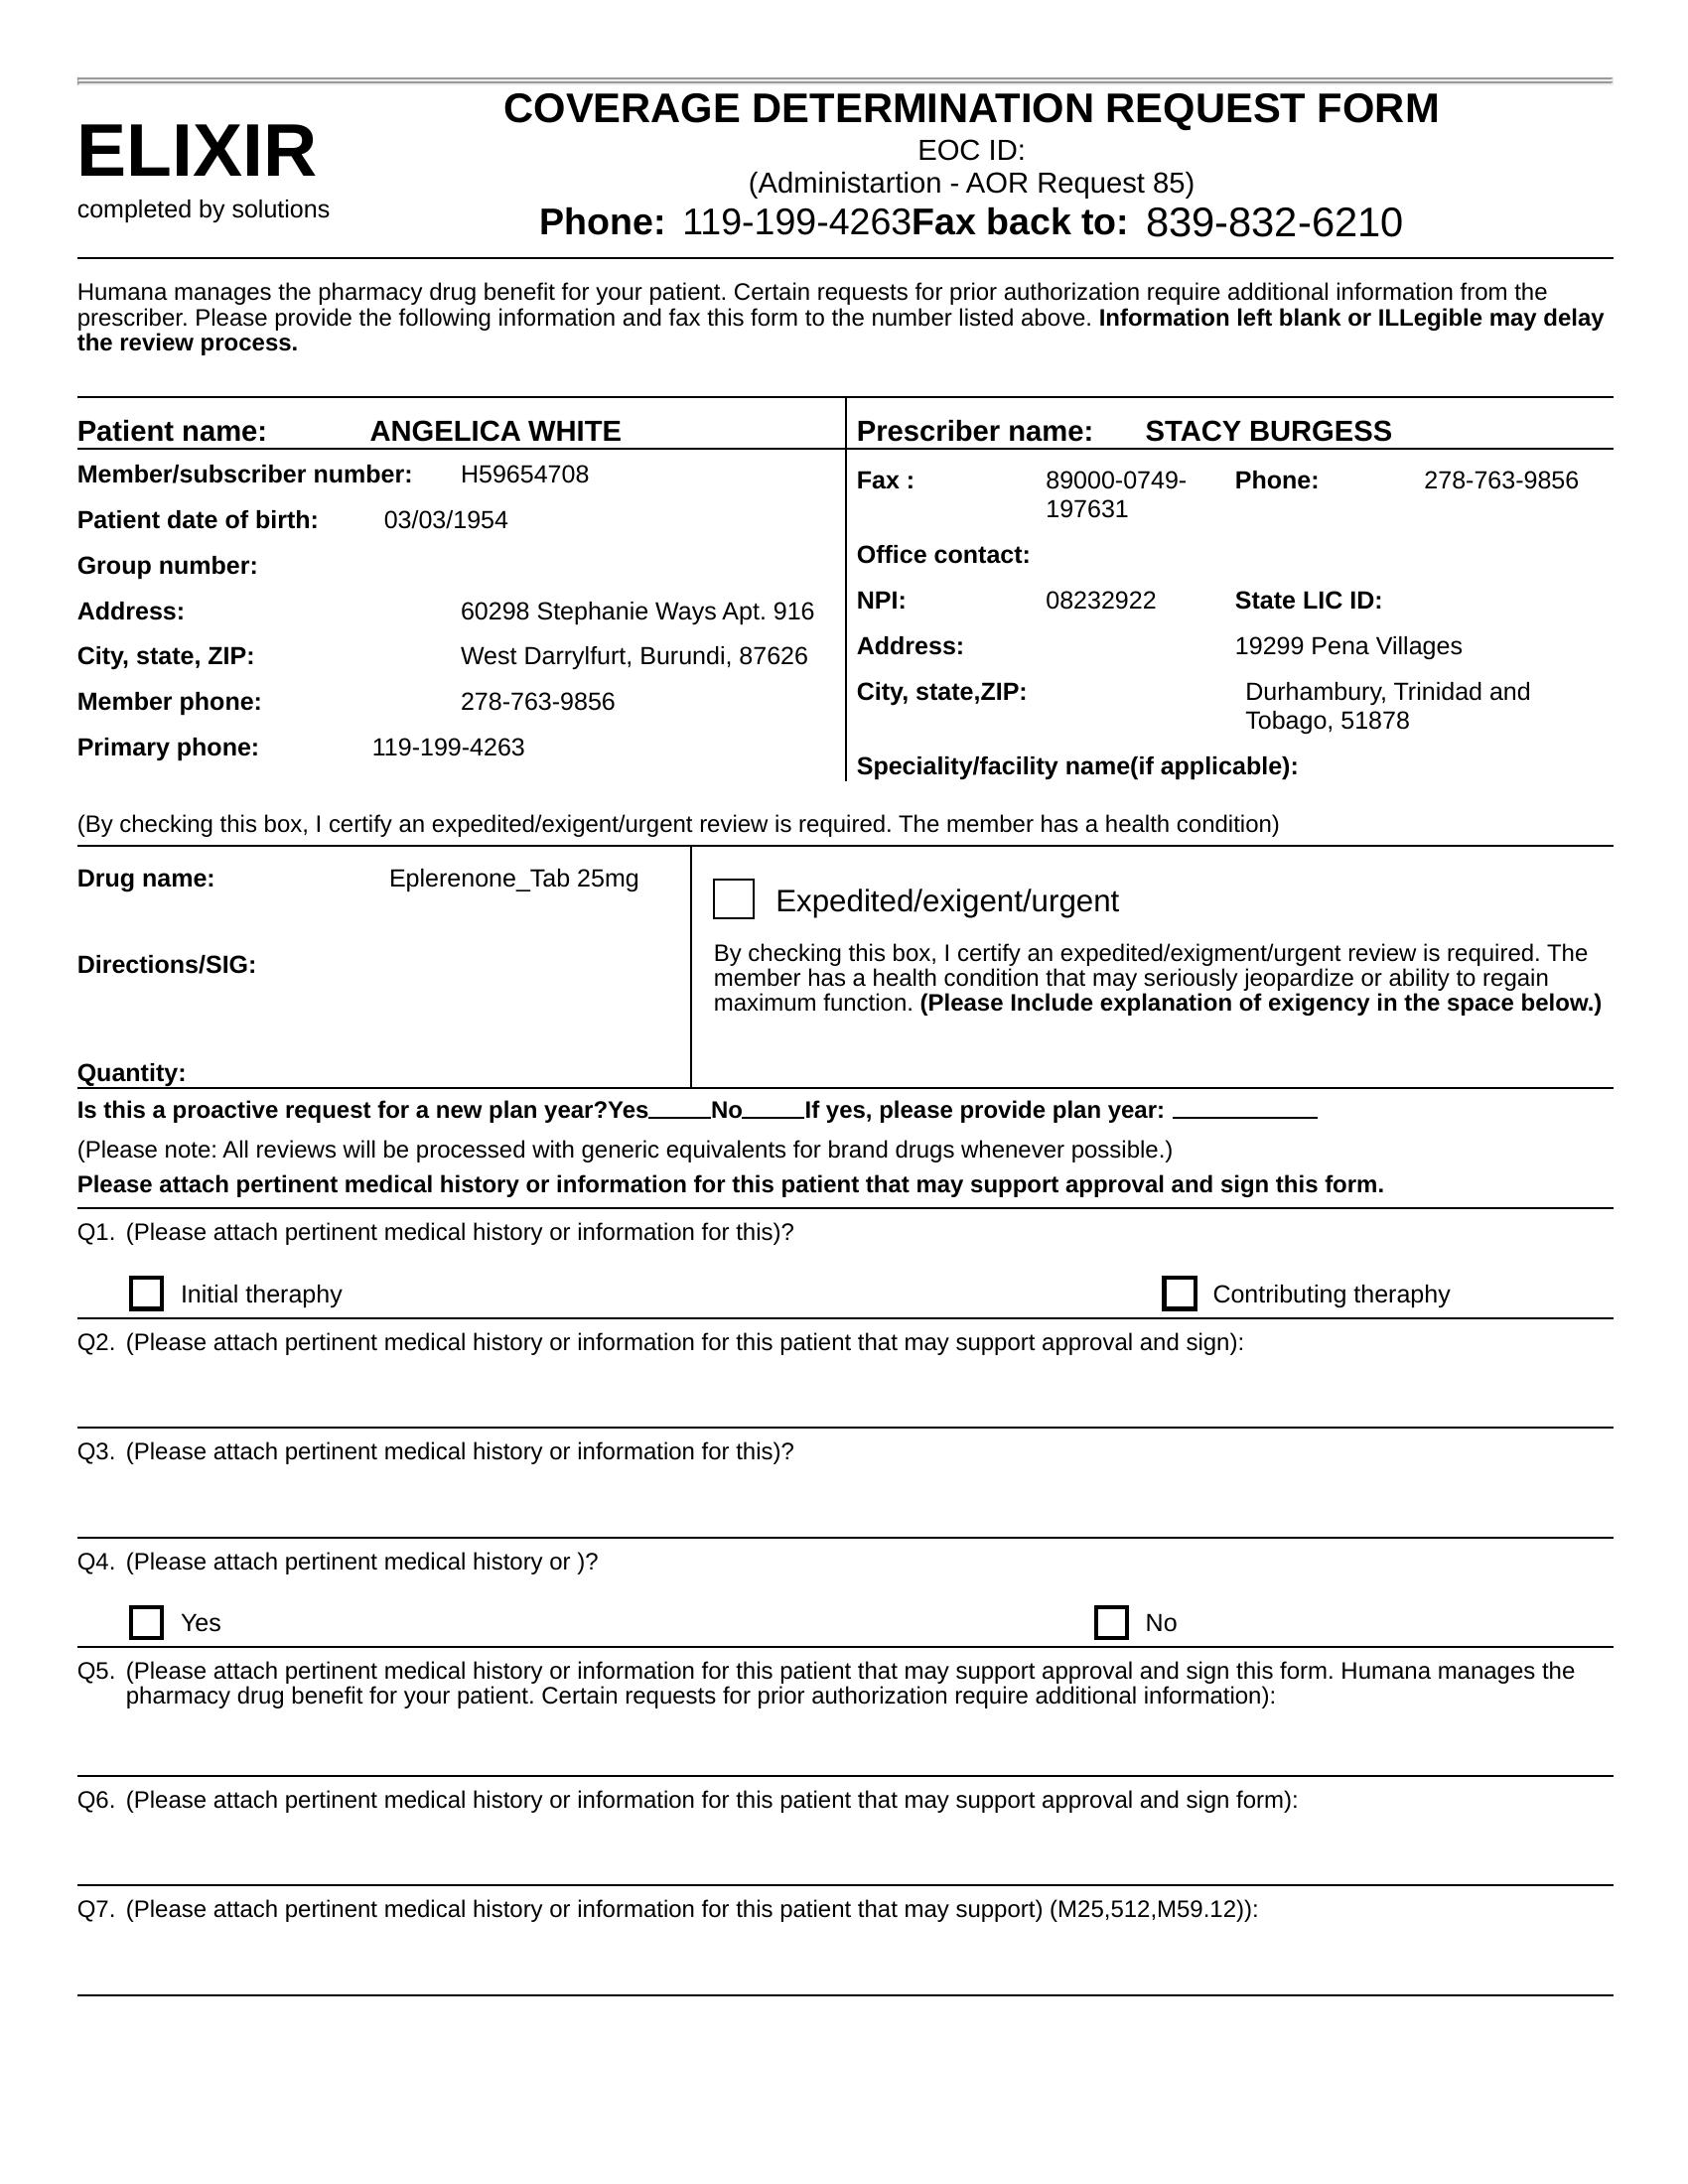 COVERAGE DETERMINATION REQUEST FORM
ELIXIR
completed by solutions
EOC ID:
(Administartion - AOR Request 85)
Phone: 119-199-4263Fax back to: 839-832-6210
Humana manages the pharmacy drug benefit for your patient. Certain requests for prior authorization require additional information from the
prescriber. Please provide the following information and fax this form to the number listed above. Information left blank or ILLegible may delay
the review process.
Patient name: ANGELICA WHITE
Member/subscriber number: H59654708
Patient date of birth: 03/03/1954
Group number:
Address: 60298 Stephanie Ways Apt. 916
City, state, ZIP: West Darrylfurt, Burundi, 87626
Member phone: 278-763-9856
Primary phone: 119-199-4263
Prescriber name: STACY BURGESS
Fax : 89000-0749- Phone: 278-763-9856
197631
Office contact:
NPI: 08232922 State LIC ID:
Address: 19299 Pena Villages
City, state,ZIP: Durhambury, Trinidad and
Tobago, 51878
Speciality/facility name(if applicable):
(By checking this box, I certify an expedited/exigent/urgent review is required. The member has a health condition)
Drug name: Eplerenone_Tab 25mg
Directions/SIG:
Quantity:
Expedited/exigent/urgent
By checking this box, I certify an expedited/exigment/urgent review is required. The
member has a health condition that may seriously jeopardize or ability to regain
maximum function. (Please Include explanation of exigency in the space below.)
Is this a proactive request for a new plan year?Yes_____No_____If yes, please provide plan year: ___________
(Please note: All reviews will be processed with generic equivalents for brand drugs whenever possible.)
Please attach pertinent medical history or information for this patient that may support approval and sign this form.
Q1. (Please attach pertinent medical history or information for this)?
Initial theraphy Contributing theraphy
Q2. (Please attach pertinent medical history or information for this patient that may support approval and sign):
Q3. (Please attach pertinent medical history or information for this)?
Q4. (Please attach pertinent medical history or )?
Yes No
Q5. (Please attach pertinent medical history or information for this patient that may support approval and sign this form. Humana manages the
pharmacy drug benefit for your patient. Certain requests for prior authorization require additional information):
Q6. (Please attach pertinent medical history or information for this patient that may support approval and sign form):
Q7. (Please attach pertinent medical history or information for this patient that may support) (M25,512,M59.12)):